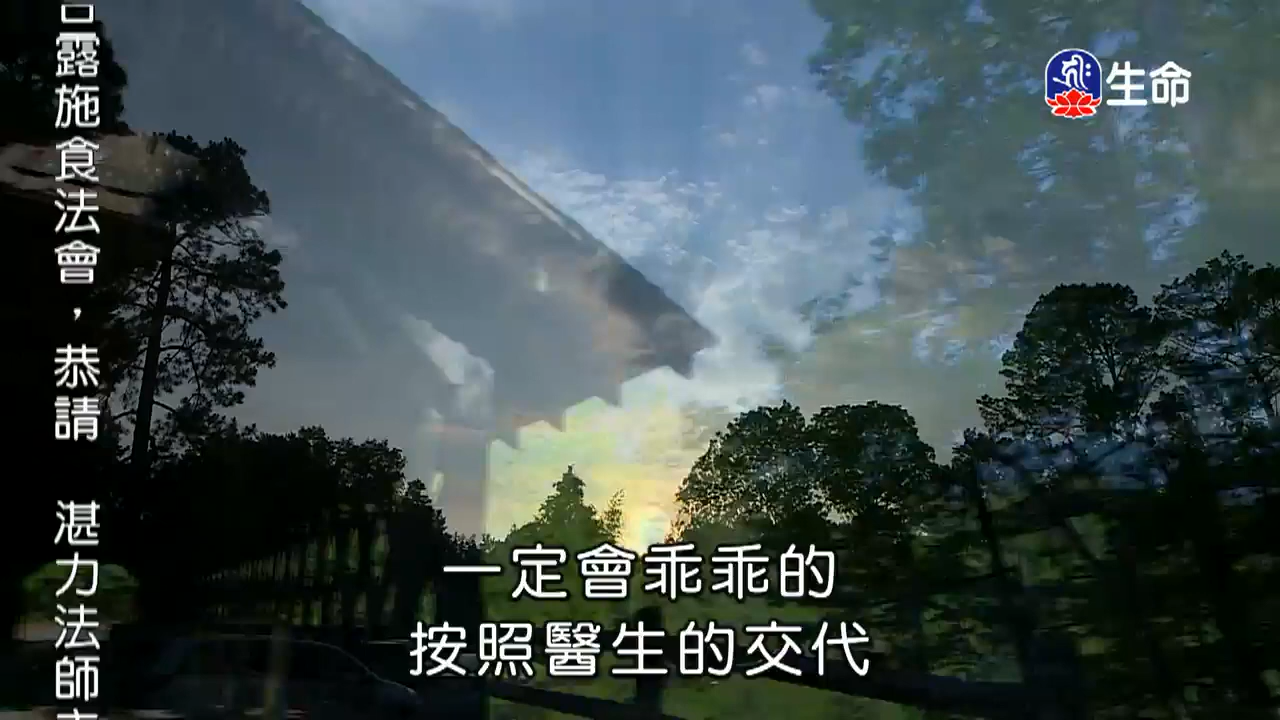 露施食法會，恭請 湛力法師
生命
一定會乖乖的
按照醫生的交代